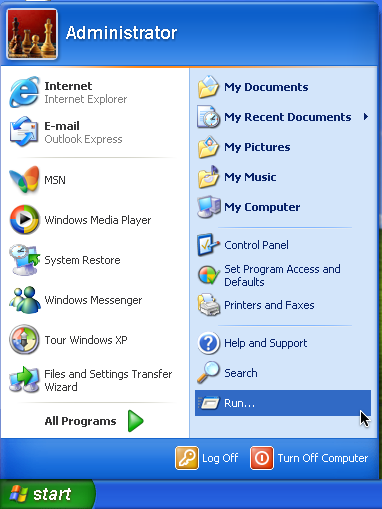 Administrator
Internet
Internet Explorer
E-mail
Outlook Express
MSN
Windows Media Player
System Restore
Windows Messenger
Tour Windows XP
Files and Settings Transfer
Wizard
All Programs
My Documents
My Recent Documents
My Pictures
My Music
My Computer
Control Panel
Set Program Access and
Defaults
Printers and Faxes
Help and Support
Search
Run...
Log Off
Turn Off Computer
start